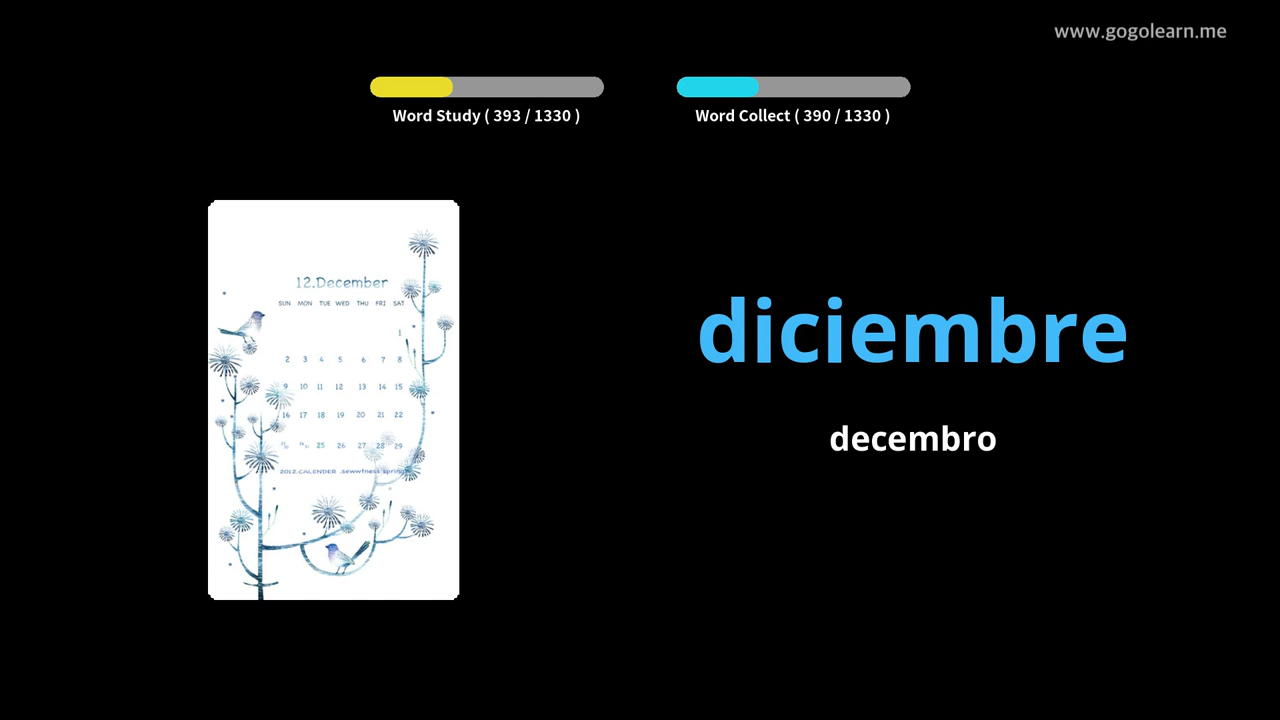 www.gogolearn.me
Word Study ( 393 / 1330 )
Word Collect ( 390 / 1330 )
12.December
SUN MON TUE WED THU FRI SAT
1
2 3 4 5 6 7 8
9 10 11 12 13 14 15
16 17 18 19 20 21 22
25 26 27 28 29
2012.CALENDER
diciembre
decembro